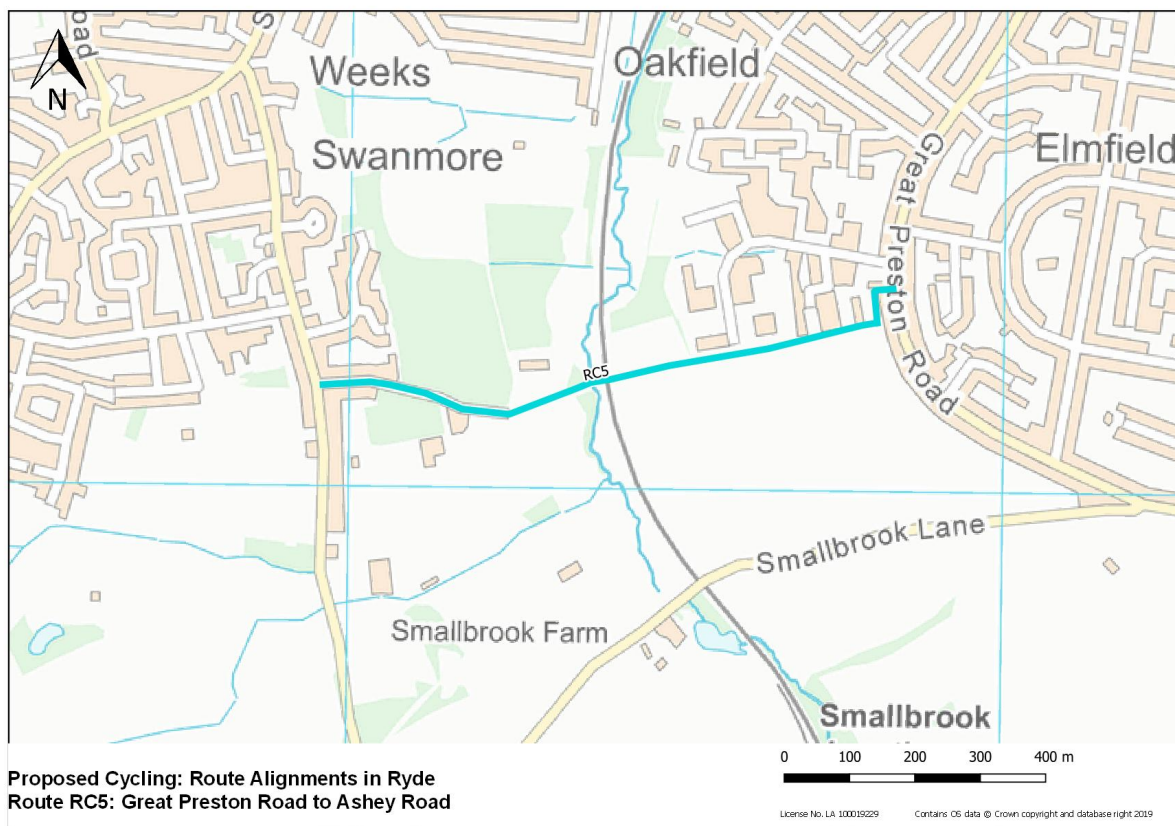 oad
S
N
Weeks
Oakfield
Swanmore
Great Preston Road
Elmfield
RC5
Smallbrook Lane
Smallbrook Farm
Smallbrook
Proposed Cycling: Route Alignments in Ryde
Route RC5: Great Preston Road to Ashey Road
0 100 200 300 400 m
License No. LA 100019229 Contains OS data @ Crown copyright and database right 2019